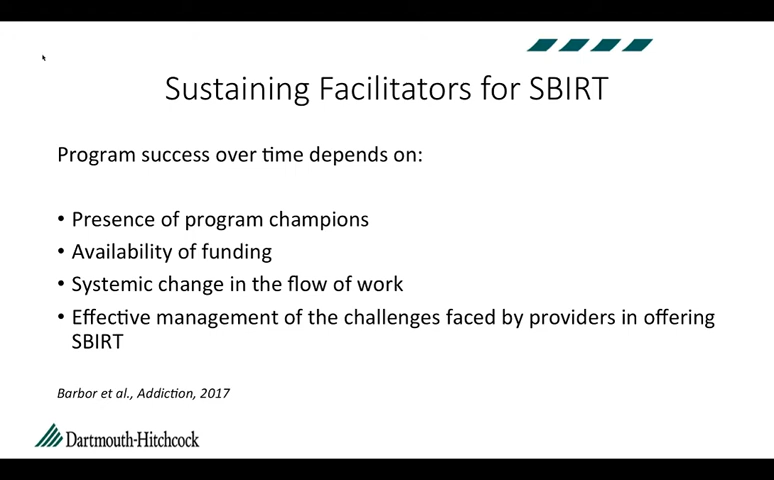 Sustaining Facilitators for SBIRT
Program success over time depends on:
• Presence of program champions
• Availability of funding
• Systemic change in the flow of work
• Effective management of the challenges faced by providers in offering
SBIRT
Barbor et al., Addiction, 2017
Dartmouth-Hitchcock